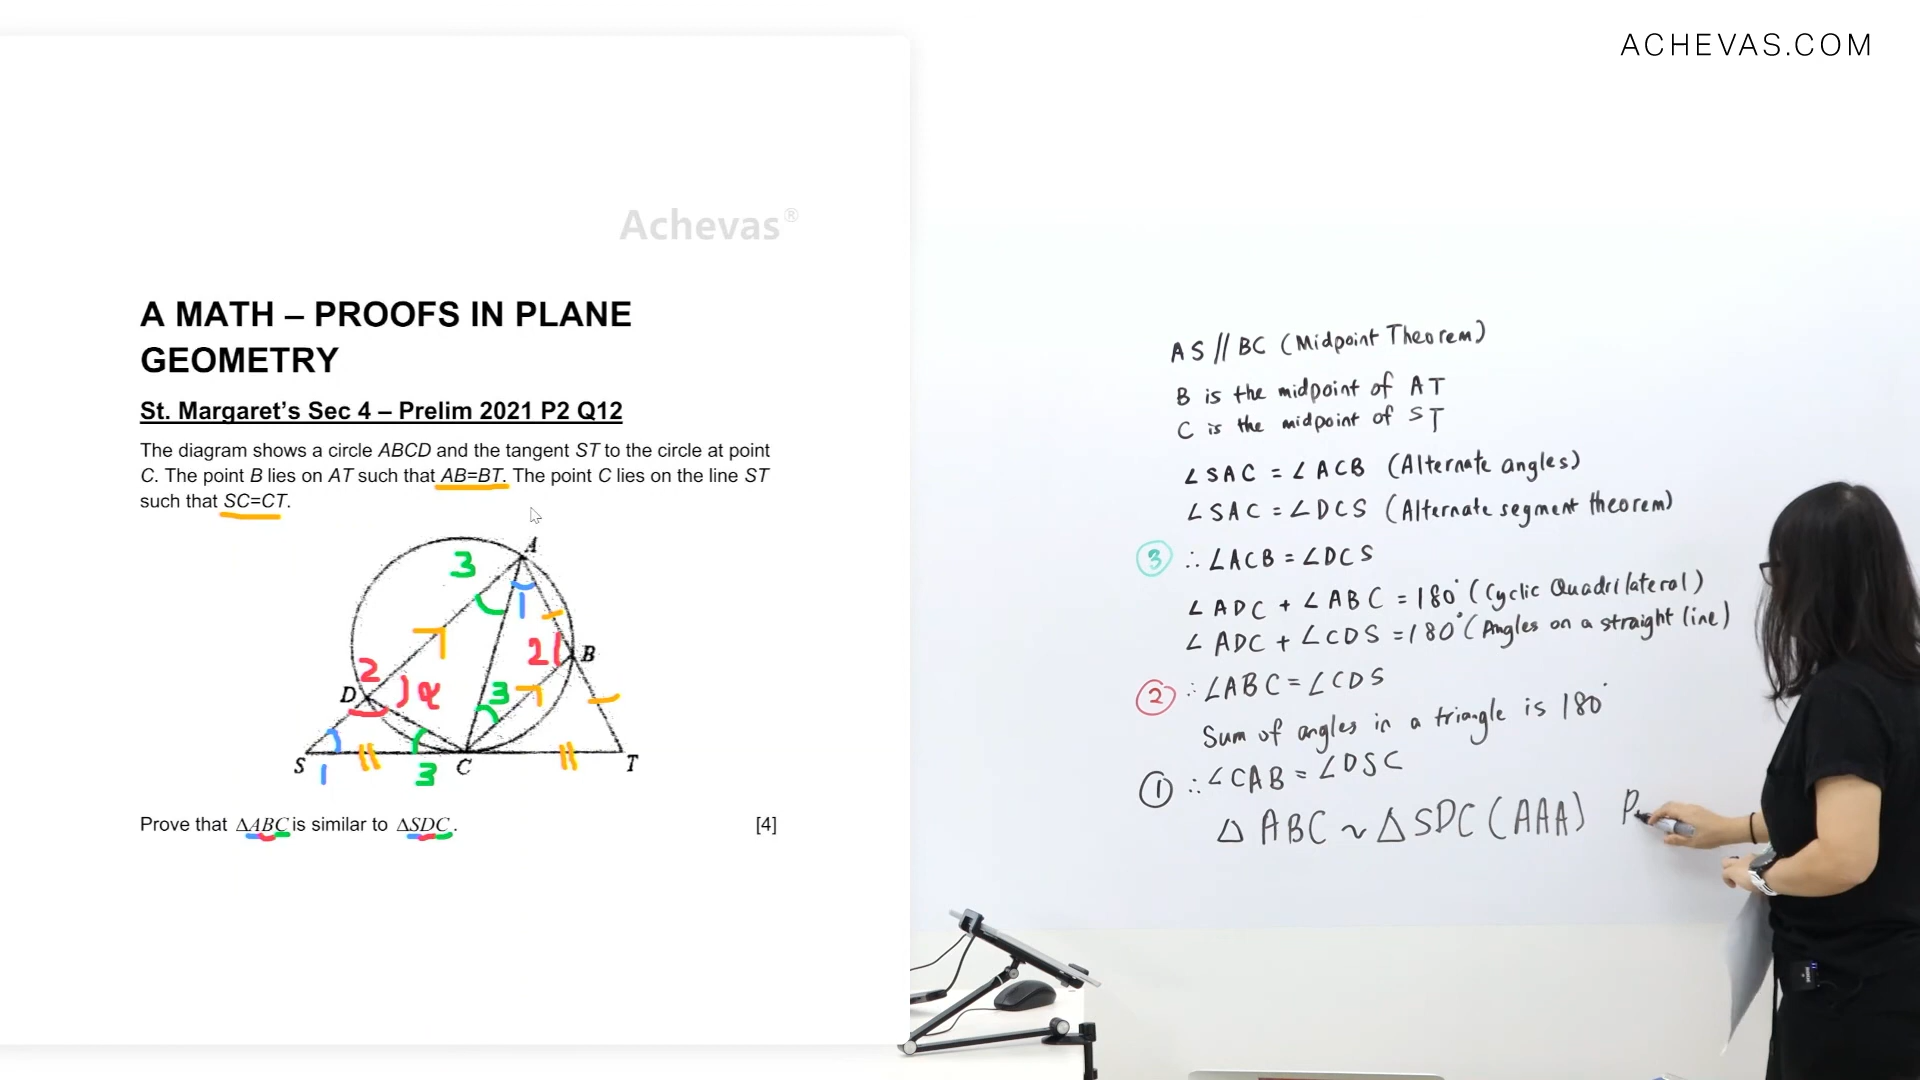 ACHEVAS.COM
Achevas®
A MATH – PROOFS IN PLANE
GEOMETRY
St. Margaret's Sec 4 – Prelim 2021 P2 Q12
The diagram shows a circle ABCD and the tangent ST to the circle at point
C. The point B lies on AT such that AB=BT. The point C lies on the line ST
such that SC=CT.
A
3
1
2
B
2
D
α
3
S
1
3
C
T
Prove that ΔABC is similar to ΔSDC. [4]
AS // BC (Midpoint Theorem)
B is the midpoint of AT
C is the midpoint of ST
∠SAC = ∠ACB (Alternate angles)
∠SAC = ∠DCS (Alternate segment theorem)
③ ∴ ∠ACB = ∠DCS
∠ADC + ∠ABC = 180° (Cyclic Quadrilateral)
∠ADC + ∠CDS = 180° (Angles on a straight line)
② ∴ ∠ABC = ∠CDS
Sum of angles in a triangle is 180°
① ∴ ∠CAB = ∠DSC
Δ ABC ~ Δ SDC (AAA) P